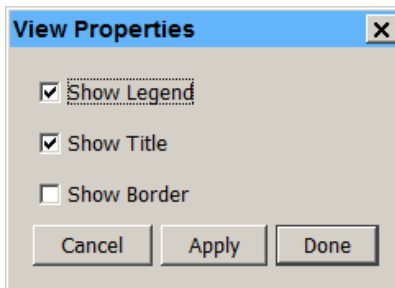 View Properties
Show Legend
Show Title
Show Border
Cancel Apply Done